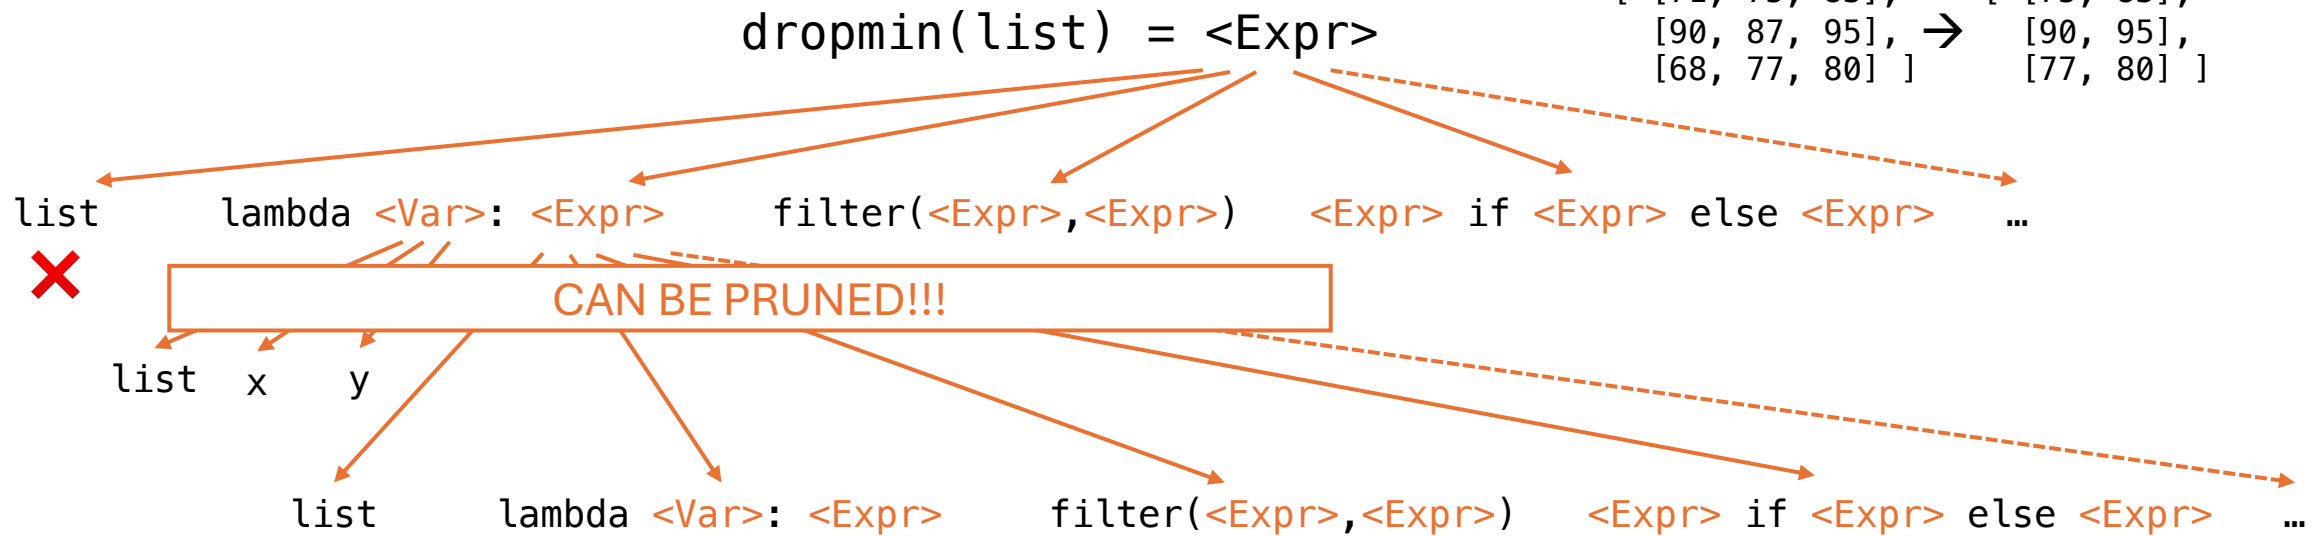 dropmin(list) = <Expr>
[90, 87, 95], → [90, 95],
[68, 77, 80] ] [77, 80] ]
list lambda <Var>: <Expr> filter(<Expr>,<Expr>) <Expr> if <Expr> else <Expr> …
CAN BE PRUNED!!!
list x y
list lambda <Var>: <Expr> filter(<Expr>,<Expr>) <Expr> if <Expr> else <Expr> …